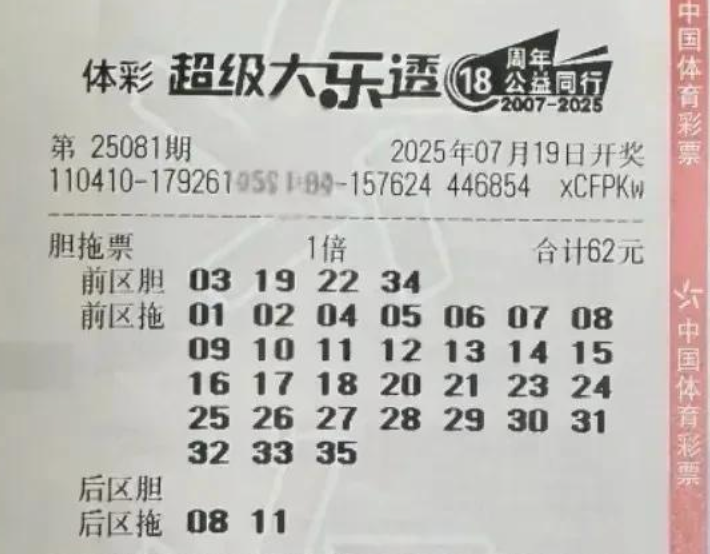 体彩 超级大乐透 18 周年
公益同行
2007-2025
第 25081期 2025年07月19日开奖
110410-179261 -157624 446854 xCFPKw
胆拖票 1倍 合计62元
前区胆 03 19 22 34
前区拖 01 02 04 05 06 07 08
09 10 11 12 13 14 15
16 17 18 20 21 23 24
25 26 27 28 29 30 31
32 33 35
后区胆
后区拖 08 11
中国体育彩票
中国体育彩票